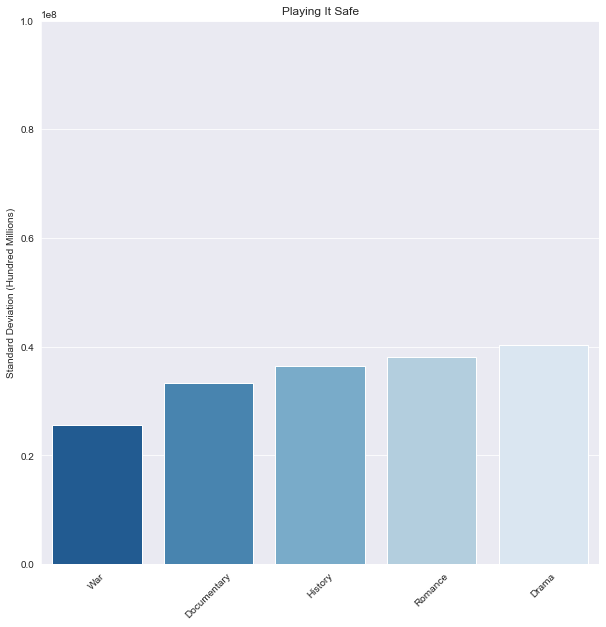 Playing It Safe
1e8
1.0
0.8
0.6
0.4
0.2
0.0
Standard Deviation (Hundred Millions)
War
Documentary
History
Romance
Drama